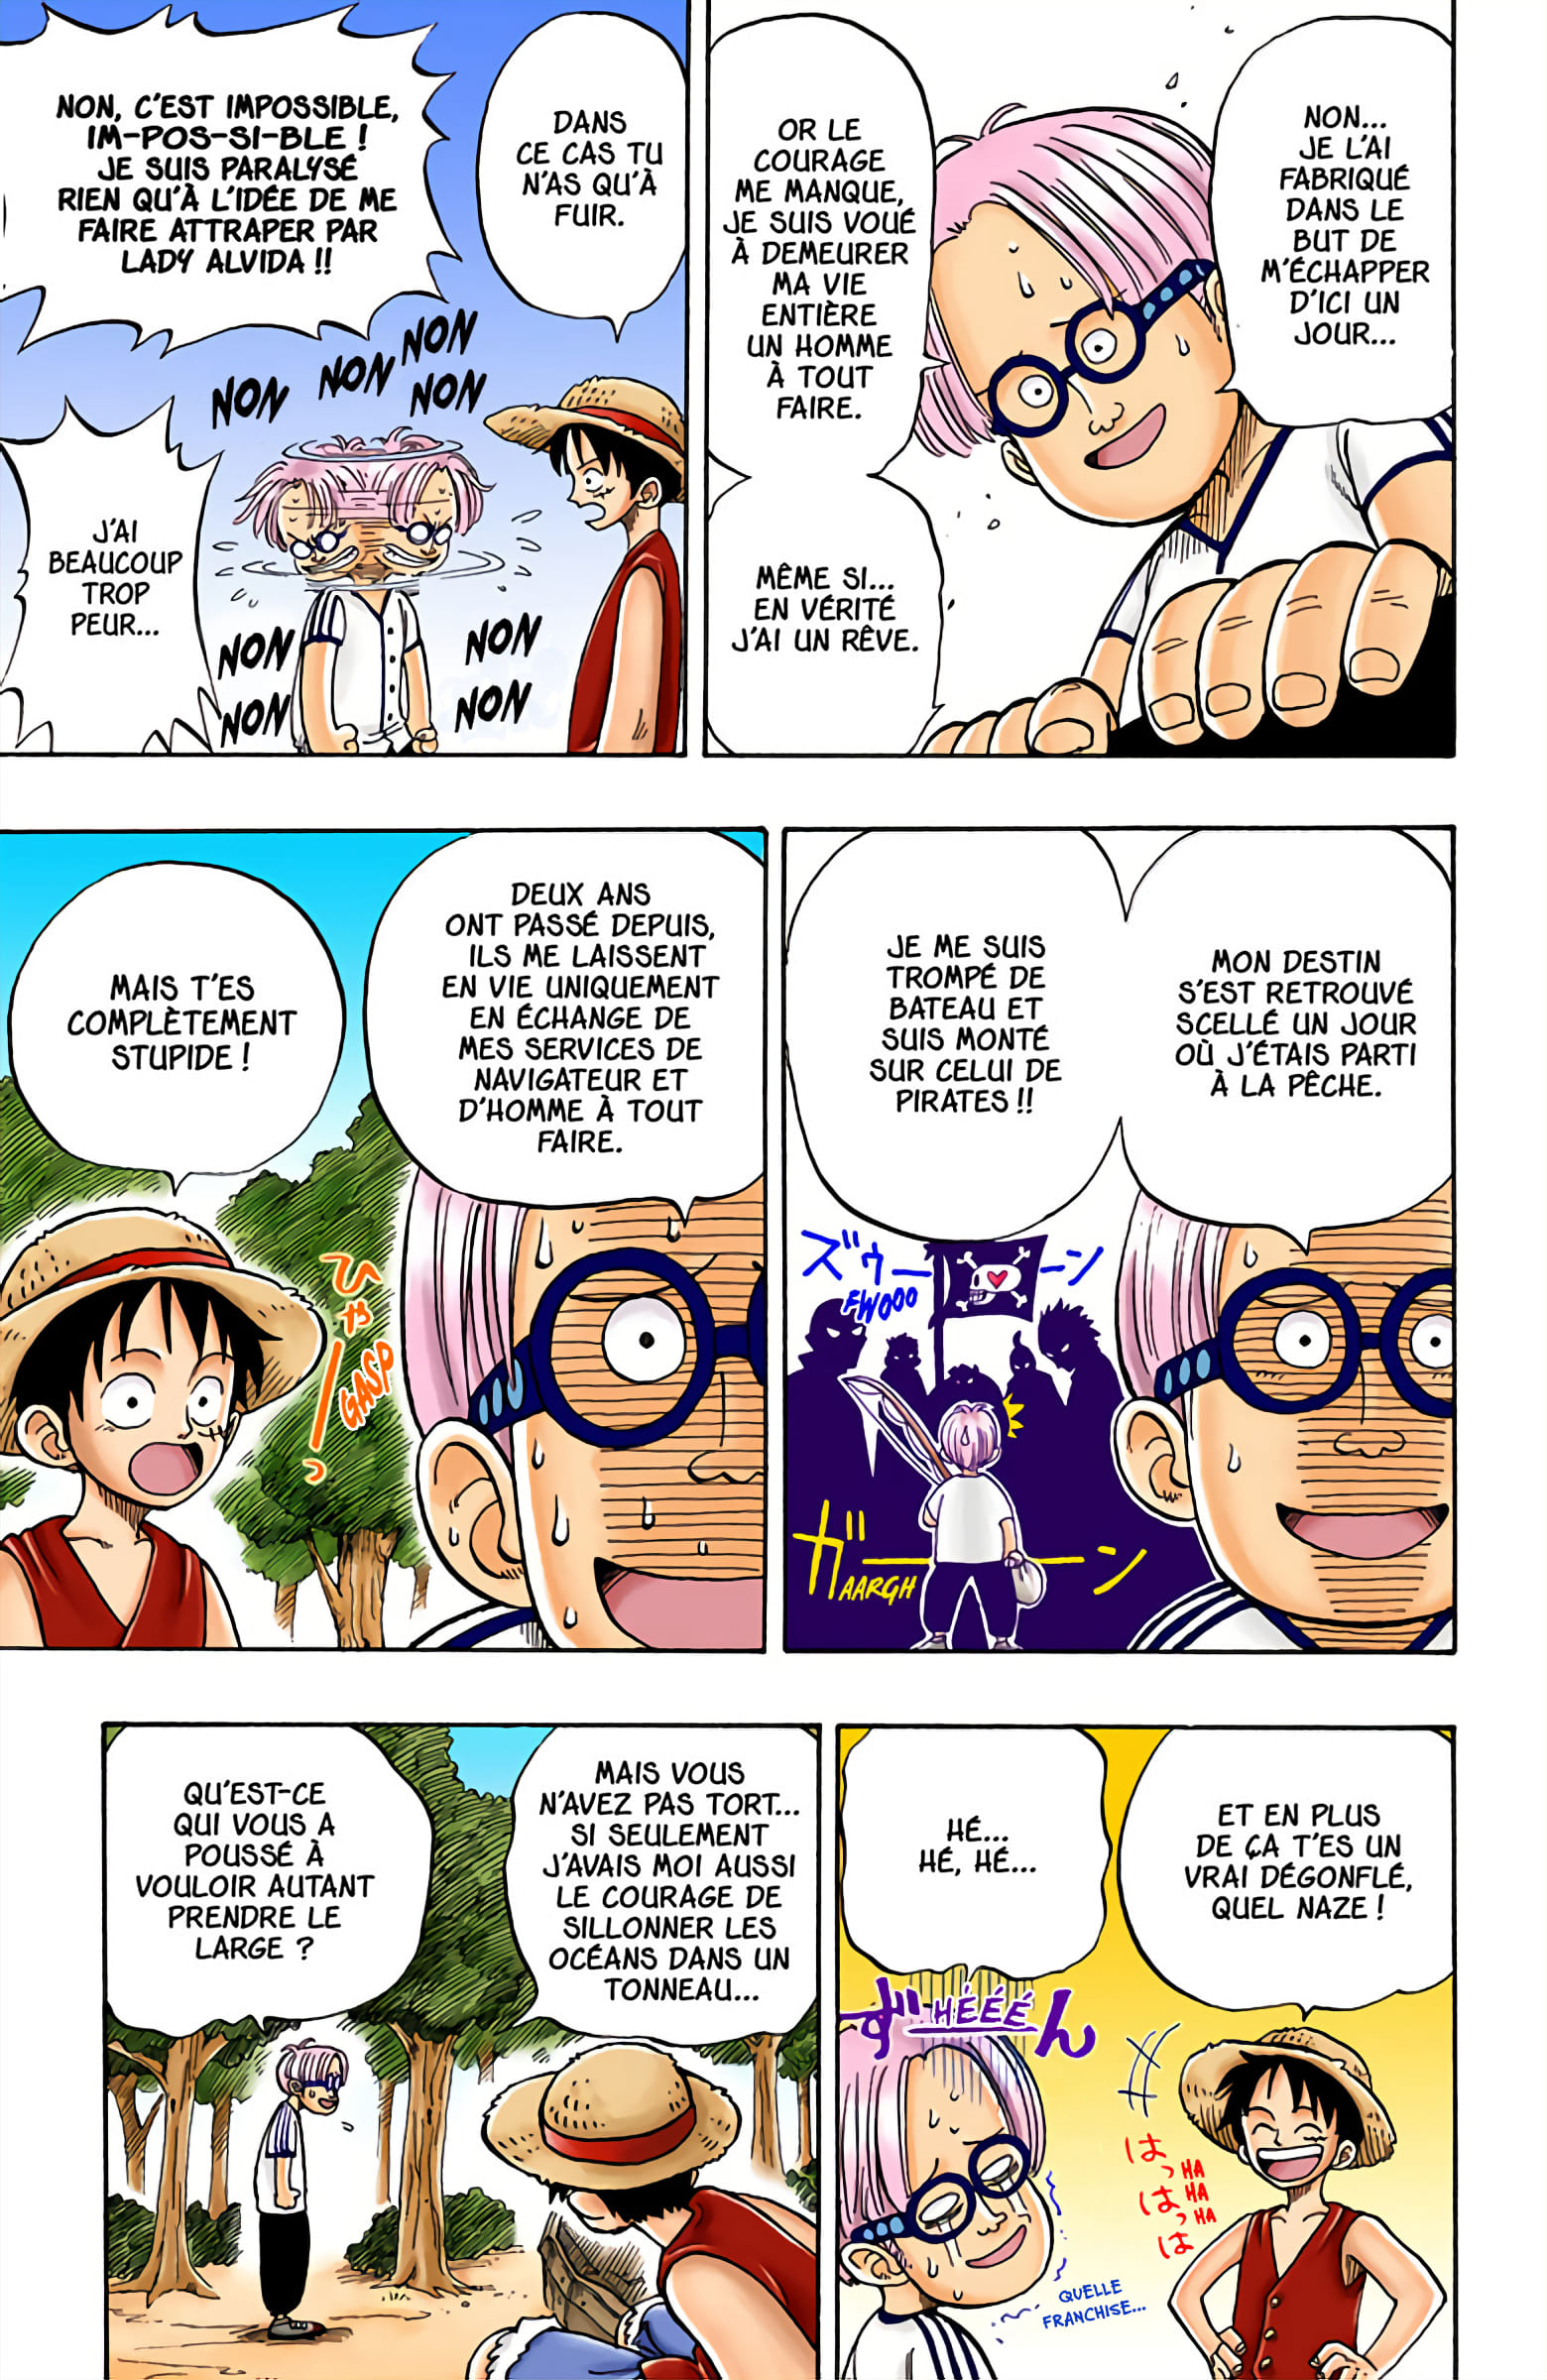 NON...
JE L'AI
FABRIQUÉ
DANS LE
BUT DE
M'ÉCHAPPER
D'ICI UN
JOUR...
OR LE
COURAGE
ME MANQUE,
JE SUIS VOUÉ
À DEMEURER
MA VIE
ENTIÈRE
UN HOMME
À TOUT
FAIRE.
MÊME SI...
EN VÉRITÉ
J'AI UN RÊVE.
DANS
CE CAS TU
N'AS QU'À
FUIR.
NON, C'EST IMPOSSIBLE,
IM-POS-SI-BLE !
JE SUIS PARALYSÉ
RIEN QU'À L'IDÉE DE ME
FAIRE ATTRAPER PAR
LADY ALVIDA !!
NON
NON
NON
NON
J'AI
BEAUCOUP
TROP
PEUR...
NON
NON
NON
NON
MON DESTIN
S'EST RETROUVÉ
SCELLÉ UN JOUR
OÙ J'ÉTAIS PARTI
À LA PÊCHE.
JE ME SUIS
TROMPÉ DE
BATEAU ET
SUIS MONTÉ
SUR CELUI DE
PIRATES !!
ズゥーーン
FWOOO
ガーーン
AARGH
DEUX ANS
ONT PASSÉ DEPUIS,
ILS ME LAISSENT
EN VIE UNIQUEMENT
EN ÉCHANGE DE
MES SERVICES DE
NAVIGATEUR ET
D'HOMME À TOUT
FAIRE.
MAIS T'ES
COMPLÈTEMENT
STUPIDE !
ひゃーっ
GASP
ET EN PLUS
DE ÇA T'ES UN
VRAI DÉGONFLÉ,
QUEL NAZE !
HÉ...
HÉ, HÉ...
ず HÉÉÉ ん
はっはっは
HA
HA
HA
QUELLE
FRANCHISE...
MAIS VOUS
N'AVEZ PAS TORT...
SI SEULEMENT
J'AVAIS MOI AUSSI
LE COURAGE DE
SILLONNER LES
OCÉANS DANS UN
TONNEAU...
QU'EST-CE
QUI VOUS A
POUSSÉ À
VOULOIR AUTANT
PRENDRE LE
LARGE ?